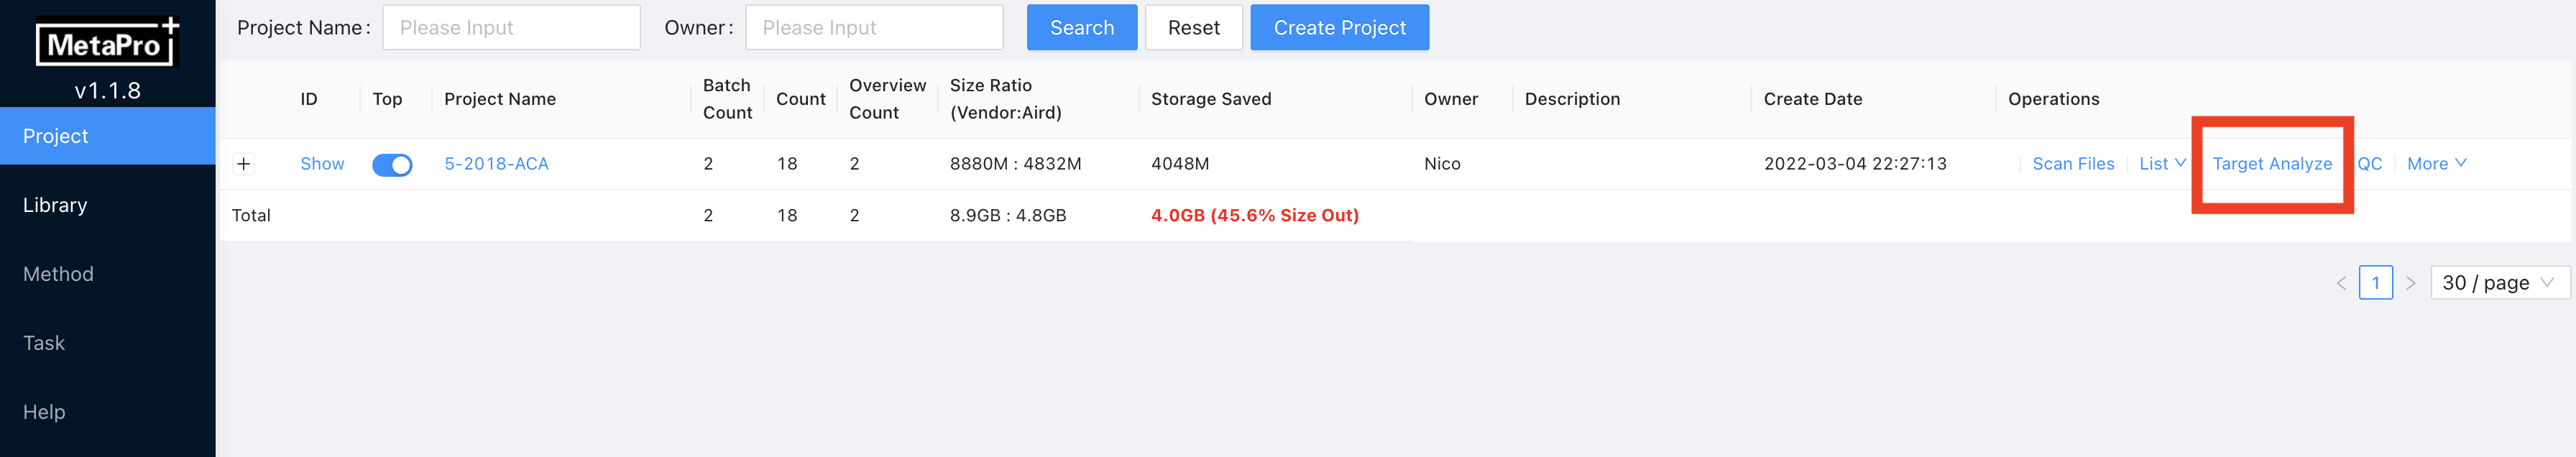 MetaPro+
v1.1.8
Project
Library
Method
Task
Help
Project Name: Please Input Owner: Please Input Search Reset Create Project
ID Top Project Name Batch Count Count Overview Count Size Ratio (Vendor:Aird) Storage Saved Owner Description Create Date Operations
Show 5-2018-ACA 2 18 2 8880M : 4832M 4048M Nico 2022-03-04 22:27:13 Scan Files List Target Analyze QC More
Total 2 18 2 8.9GB : 4.8GB 4.0GB (45.6% Size Out)
< 1 > 30 / page